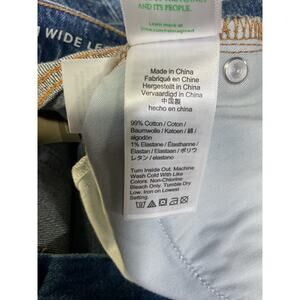 AND ITS PEOPLE.
Learn more at
WIDE LE
Made in China
Fabriqué en Chine
Hergestellt in China
Vervaardigd in China
中国製
hecho en China
99% Cotton / Coton /
Baumwolle / Katoen / 綿 /
algodón
1% Elastane / Élasthanne /
Elastan / Elastaan / ポリウ
レタン / elastano
Turn Inside Out, Machine
Wash Cold With Like
Colors. Non-Chlorine
Bleach Only. Tumble Dry
Low. Iron on Lowest
Setting.